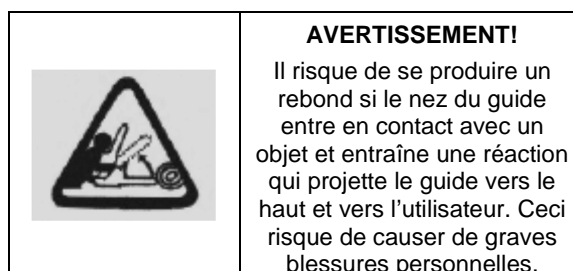 AVERTISSEMENT!
Il risque de se produire un
rebond si le nez du guide
entre en contact avec un
objet et entraîne une réaction
qui projette le guide vers le
haut et vers l'utilisateur. Ceci
risque de causer de graves
blessures personnelles.